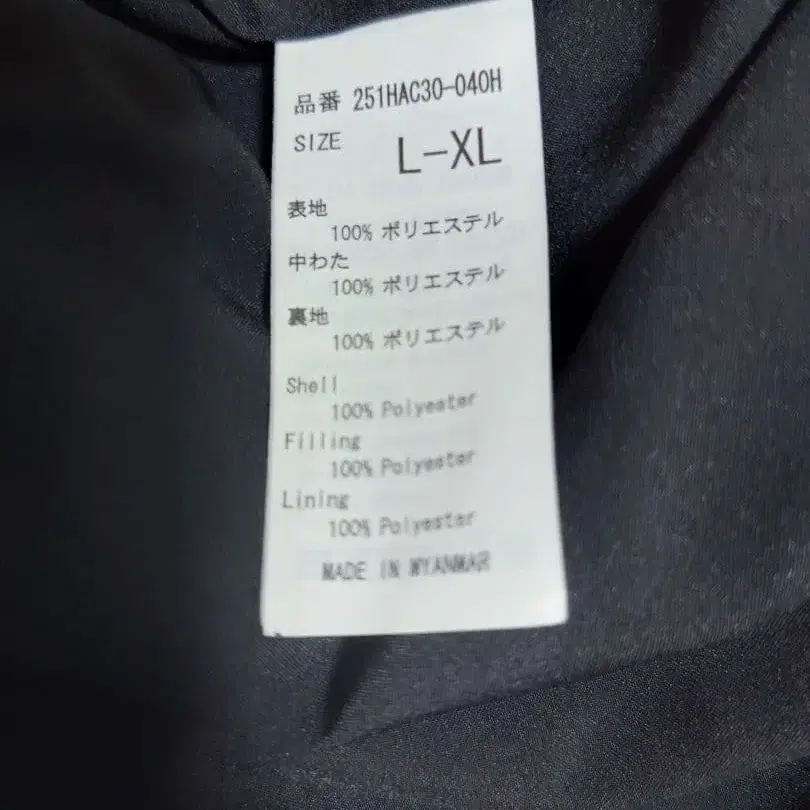 品番 251HAC30-040H
SIZE
L-XL
表地
100% ポリエステル
中わた
100% ポリエステル
裏地
100% ポリエステル
Shell
100% Polyester
Filling
100% Polyester
Lining
100% Polyester
MADE IN MYANMAR